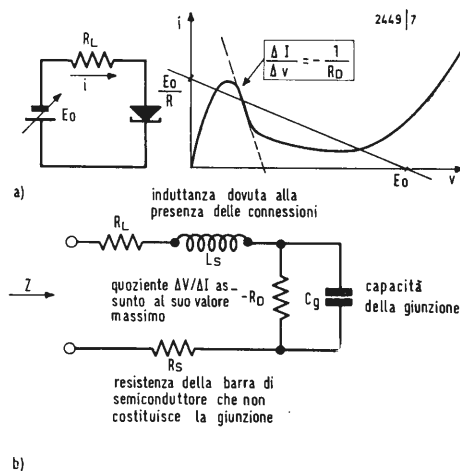 2449 | 7
R_L
i
E_0
a)
i
E_0/R
ΔI/Δv = - 1/R_D
E_0
v
induttanza dovuta alla
presenza delle connessioni
R_L
L_S
Z
quoziente ΔV/ΔI as_
sunto al suo valore
massimo
-R_D
C_g
capacità
della giunzione
R_S
resistenza della barra di
semiconduttore che non
costituisce la giunzione
b)